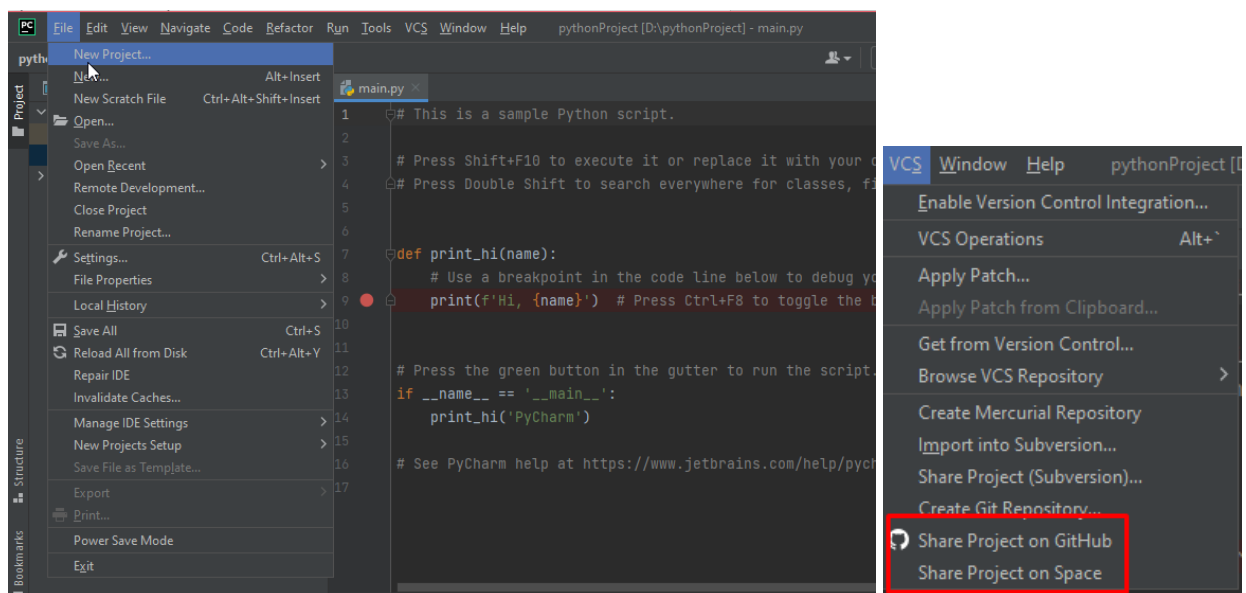 PC File Edit View Navigate Code Refactor Run Tools VCS Window Help pythonProject [D:\pythonProject] - main.py
pyth
New Project...
New... Alt+Insert
New Scratch File Ctrl+Alt+Shift+Insert
Open...
Save As...
Open Recent
Remote Development...
Close Project
Rename Project...
Settings... Ctrl+Alt+S
File Properties
Local History
Save All Ctrl+S
Reload All from Disk Ctrl+Alt+Y
Repair IDE
Invalidate Caches...
Manage IDE Settings
New Projects Setup
Save File as Template...
Export
Print...
Power Save Mode
Exit
Project
Structure
Bookmarks
main.py
1 # This is a sample Python script.
2
3 # Press Shift+F10 to execute it or replace it with your
4 # Press Double Shift to search everywhere for classes,
5
6
7 def print_hi(name):
8 # Use a breakpoint in the code line below to debug
9 print(f'Hi, {name}') # Press Ctrl+F8 to toggle the
10
11
12 # Press the green button in the gutter to run the script.
13 if __name__ == '__main__':
14 print_hi('PyCharm')
15
16 # See PyCharm help at https://www.jetbrains.com/help/pych
17
VCS Window Help pythonProject [
Enable Version Control Integration...
VCS Operations Alt+`
Apply Patch...
Apply Patch from Clipboard...
Get from Version Control...
Browse VCS Repository
Create Mercurial Repository
Import into Subversion...
Share Project (Subversion)...
Create Git Repository...
Share Project on GitHub
Share Project on Space